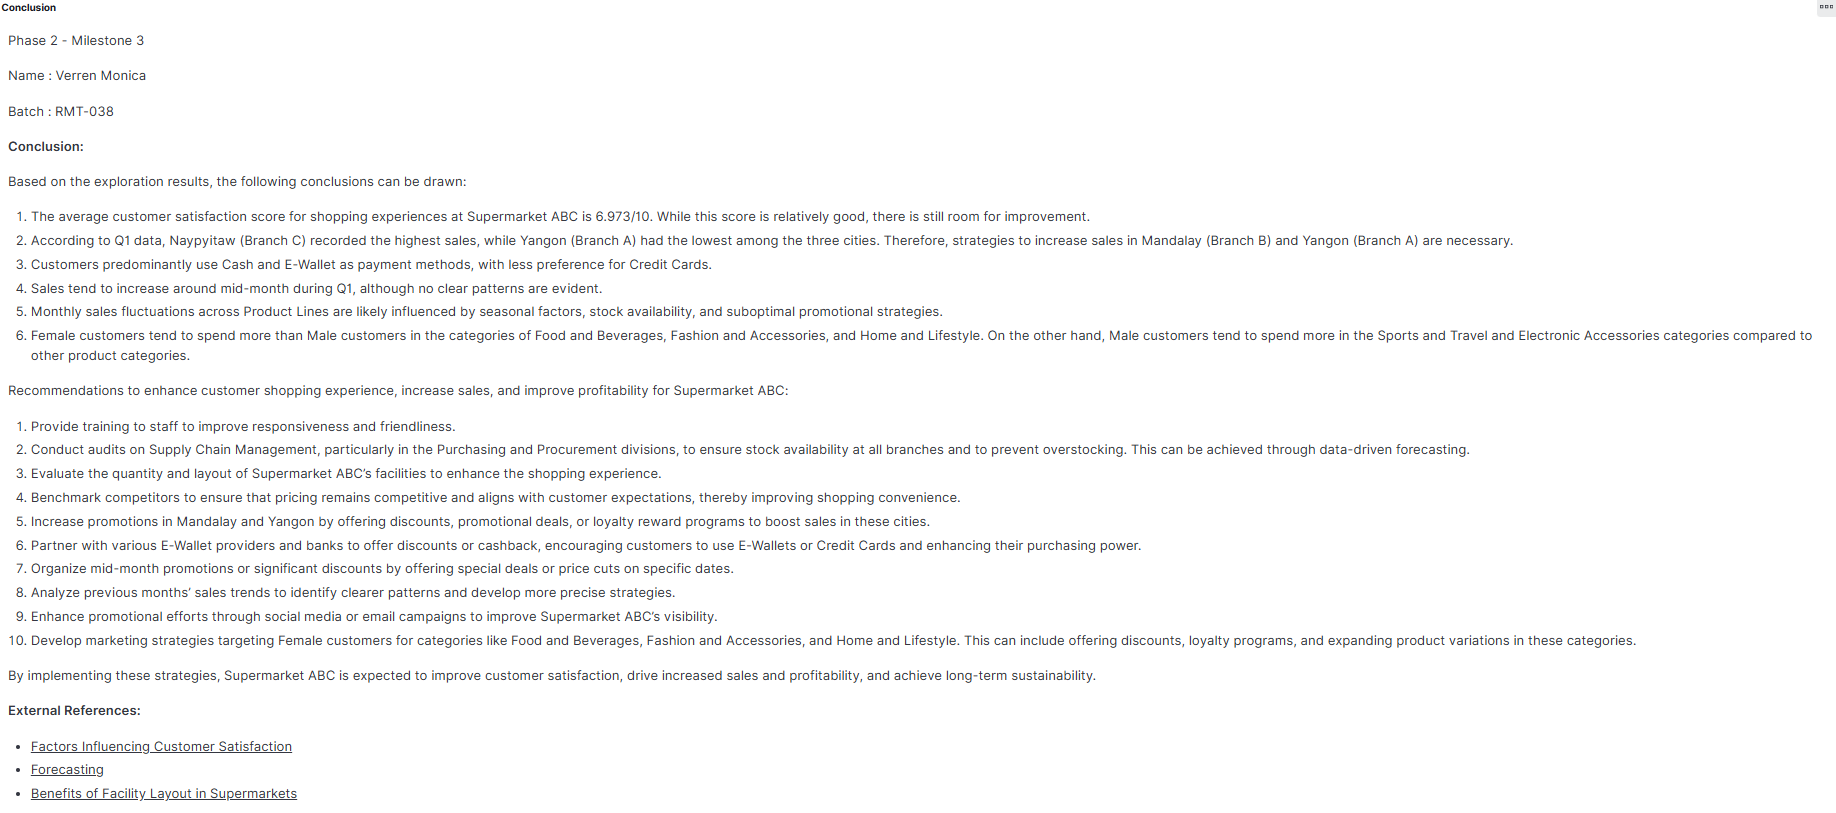 Conclusion
Phase 2 - Milestone 3
Name : Verren Monica
Batch : RMT-038
Conclusion:
Based on the exploration results, the following conclusions can be drawn:
1. The average customer satisfaction score for shopping experiences at Supermarket ABC is 6.973/10. While this score is relatively good, there is still room for improvement.
2. According to Q1 data, Naypyitaw (Branch C) recorded the highest sales, while Yangon (Branch A) had the lowest among the three cities. Therefore, strategies to increase sales in Mandalay (Branch B) and Yangon (Branch A) are necessary.
3. Customers predominantly use Cash and E-Wallet as payment methods, with less preference for Credit Cards.
4. Sales tend to increase around mid-month during Q1, although no clear patterns are evident.
5. Monthly sales fluctuations across Product Lines are likely influenced by seasonal factors, stock availability, and suboptimal promotional strategies.
6. Female customers tend to spend more than Male customers in the categories of Food and Beverages, Fashion and Accessories, and Home and Lifestyle. On the other hand, Male customers tend to spend more in the Sports and Travel and Electronic Accessories categories compared to
other product categories.
Recommendations to enhance customer shopping experience, increase sales, and improve profitability for Supermarket ABC:
1. Provide training to staff to improve responsiveness and friendliness.
2. Conduct audits on Supply Chain Management, particularly in the Purchasing and Procurement divisions, to ensure stock availability at all branches and to prevent overstocking. This can be achieved through data-driven forecasting.
3. Evaluate the quantity and layout of Supermarket ABC’s facilities to enhance the shopping experience.
4. Benchmark competitors to ensure that pricing remains competitive and aligns with customer expectations, thereby improving shopping convenience.
5. Increase promotions in Mandalay and Yangon by offering discounts, promotional deals, or loyalty reward programs to boost sales in these cities.
6. Partner with various E-Wallet providers and banks to offer discounts or cashback, encouraging customers to use E-Wallets or Credit Cards and enhancing their purchasing power.
7. Organize mid-month promotions or significant discounts by offering special deals or price cuts on specific dates.
8. Analyze previous months’ sales trends to identify clearer patterns and develop more precise strategies.
9. Enhance promotional efforts through social media or email campaigns to improve Supermarket ABC’s visibility.
10. Develop marketing strategies targeting Female customers for categories like Food and Beverages, Fashion and Accessories, and Home and Lifestyle. This can include offering discounts, loyalty programs, and expanding product variations in these categories.
By implementing these strategies, Supermarket ABC is expected to improve customer satisfaction, drive increased sales and profitability, and achieve long-term sustainability.
External References:
• Factors Influencing Customer Satisfaction
• Forecasting
• Benefits of Facility Layout in Supermarkets